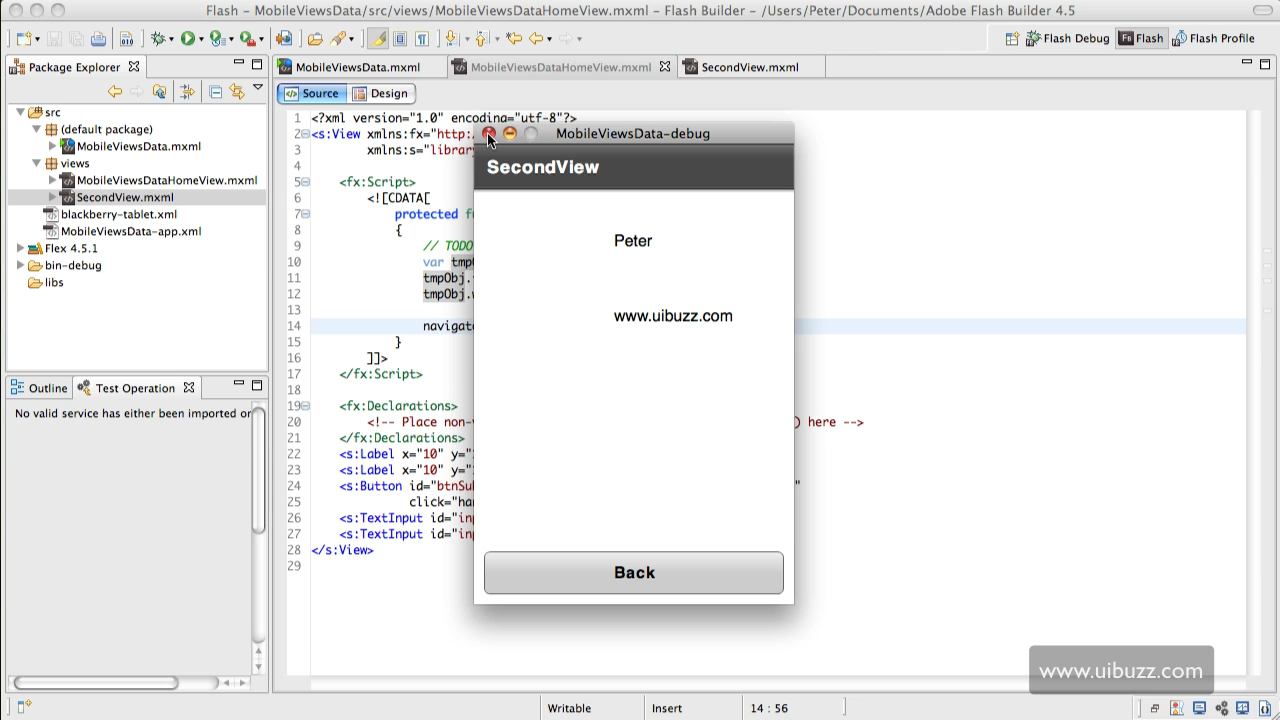 Flash - MobileViewsData/src/views/MobileViewsDataHomeView.mxml - Flash Builder - /Users/Peter/Documents/Adobe Flash Builder 4.5
Flash Debug
Flash
Flash Profile
Package Explorer
src
(default package)
MobileViewsData.mxml
views
MobileViewsDataHomeView.mxml
SecondView.mxml
blackberry-tablet.xml
MobileViewsData-app.xml
Flex 4.5.1
bin-debug
libs
Outline
Test Operation
No valid service has either been imported or
MobileViewsData.mxml
MobileViewsDataHomeView.mxml
SecondView.mxml
Source
Design
1 <?xml version="1.0" encoding="utf-8"?>
2 <s:View xmlns:fx="http:
3 xmlns:s="library
4
5 <fx:Script>
6 <![CDATA[
7 protected
8 {
9 // TODO
10 var tmp
11 tmpObj.
12 tmpObj.
13
14 navigat
15 }
16 ]]>
17 </fx:Script>
18
19 <fx:Declarations>
20 <!-- Place non- ) here -->
21 </fx:Declarations>
22 <s:Label x="10" y="
23 <s:Label x="10" y="
24 <s:Button id="btnSu "
25 click="ha
26 <s:TextInput id="in
27 <s:TextInput id="in
28 </s:View>
29
MobileViewsData-debug
SecondView
Peter
www.uibuzz.com
Back
www.uibuzz.com
Writable
Insert
14 : 56